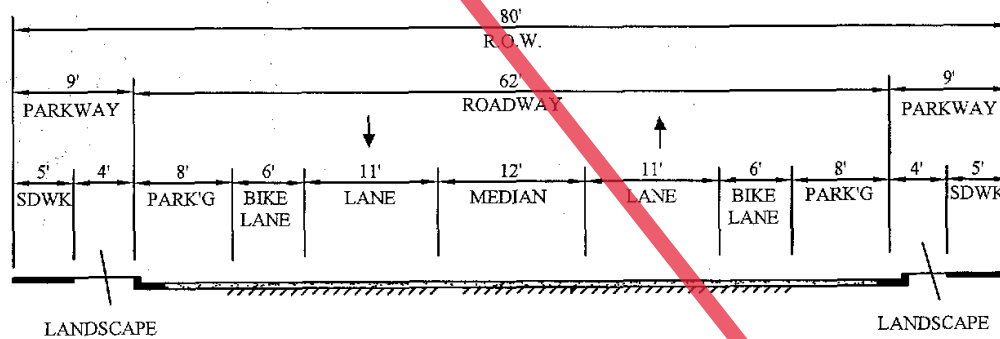 80'
R.O.W.
9' 62' 9'
PARKWAY ROADWAY PARKWAY
5' 4' 8' 6' 11' 12' 11' 6' 8' 4' 5'
SDWK PARK'G BIKE LANE MEDIAN LANE BIKE PARK'G SDWK
LANE LANE
LANDSCAPE LANDSCAPE